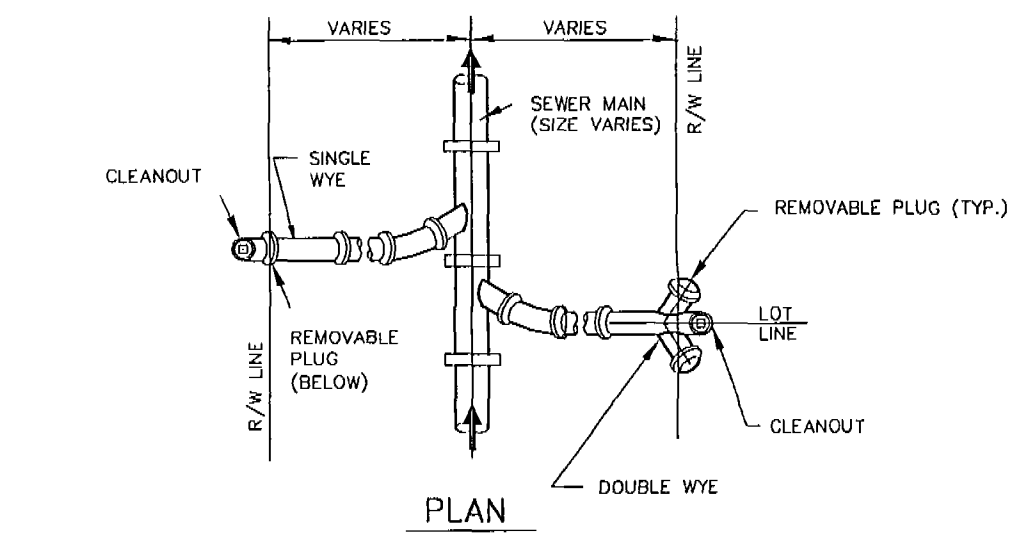 VARIES
VARIES
R/W LINE
SEWER MAIN
(SIZE VARIES)
SINGLE
WYE
CLEANOUT
REMOVABLE PLUG (TYP.)
LOT
LINE
REMOVABLE
PLUG
(BELOW)
R/W LINE
CLEANOUT
DOUBLE WYE
PLAN